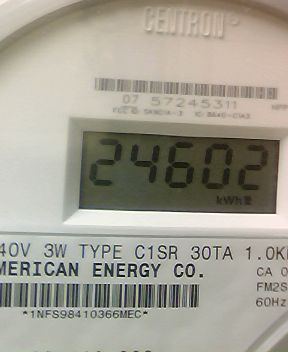 CENTRON®
07 57245311
24602
kWh
40V 3W TYPE C1SR 30TA 1.0K
MERICAN ENERGY CO.
CA 0
FM2S
60Hz
*1NFS98410366MEC*